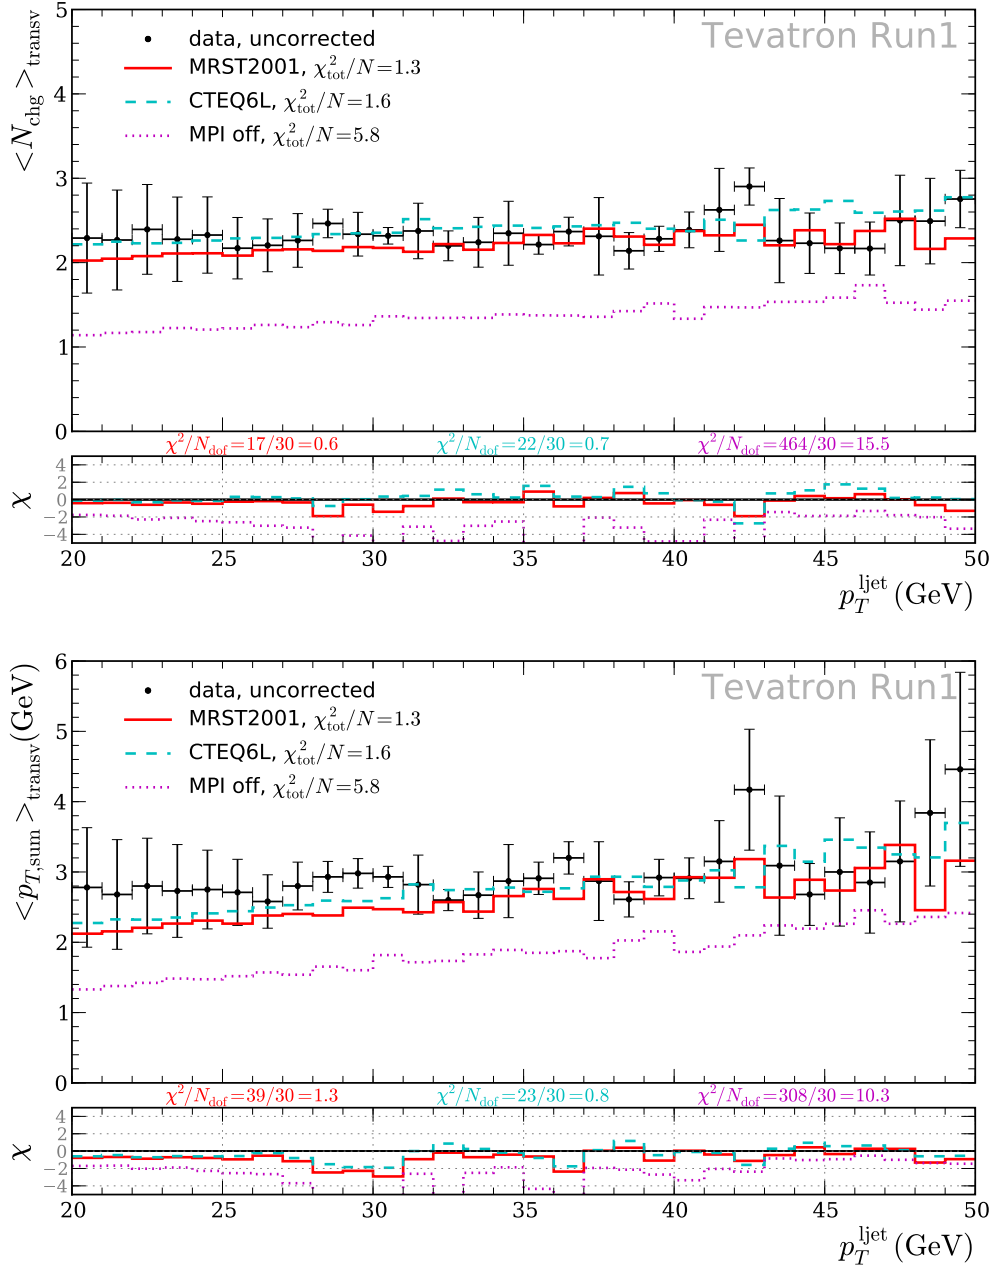 Tevatron Run1
data, uncorrected
MRST2001, χ²_tot/N=1.3
CTEQ6L, χ²_tot/N=1.6
MPI off, χ²_tot/N=5.8
<N_chg>_transv
5
4
3
2
1
0
χ²/N_dof=17/30=0.6 χ²/N_dof=22/30=0.7 χ²/N_dof=464/30=15.5
χ
4
2
0
−2
−4
20 25 30 35 40 45 50
p_T^ljet (GeV)
Tevatron Run1
data, uncorrected
MRST2001, χ²_tot/N=1.3
CTEQ6L, χ²_tot/N=1.6
MPI off, χ²_tot/N=5.8
<p_T,sum>_transv(GeV)
6
5
4
3
2
1
0
χ²/N_dof=39/30=1.3 χ²/N_dof=23/30=0.8 χ²/N_dof=308/30=10.3
χ
4
2
0
−2
−4
20 25 30 35 40 45 50
p_T^ljet (GeV)